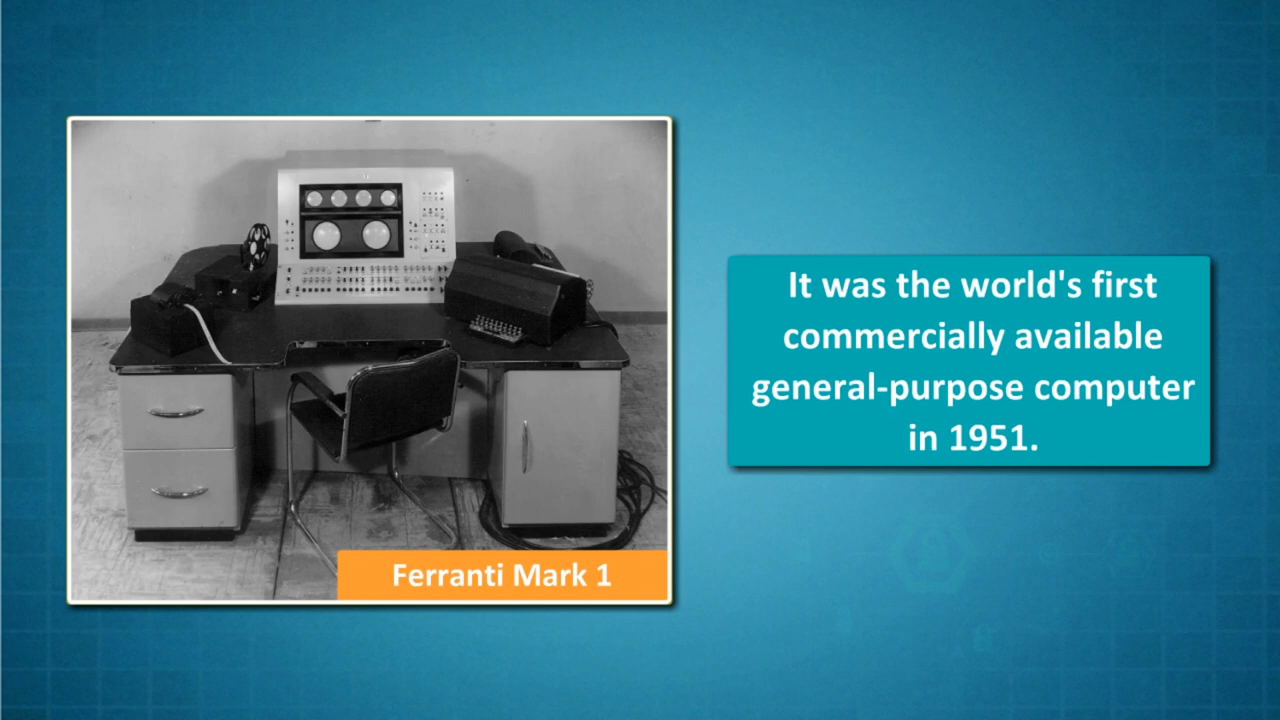 Ferranti Mark 1
It was the world's first
commercially available
general-purpose computer
in 1951.